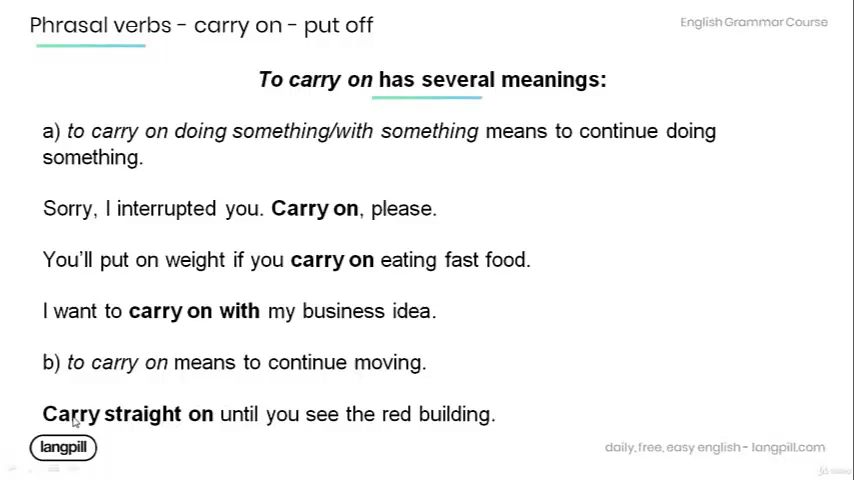 Phrasal verbs - carry on - put off
English Grammar Course
To carry on has several meanings:
a) to carry on doing something/with something means to continue doing
something.
Sorry, I interrupted you. Carry on, please.
You'll put on weight if you carry on eating fast food.
I want to carry on with my business idea.
b) to carry on means to continue moving.
Carry straight on until you see the red building.
langpill
daily, free, easy english - langpill.com